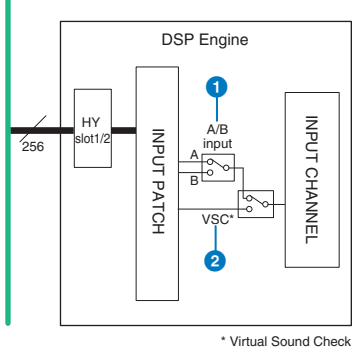 DSP Engine
1
HY
slot1/2
256
INPUT PATCH
A/B
input
A
B
VSC*
2
INPUT CHANNEL
* Virtual Sound Check